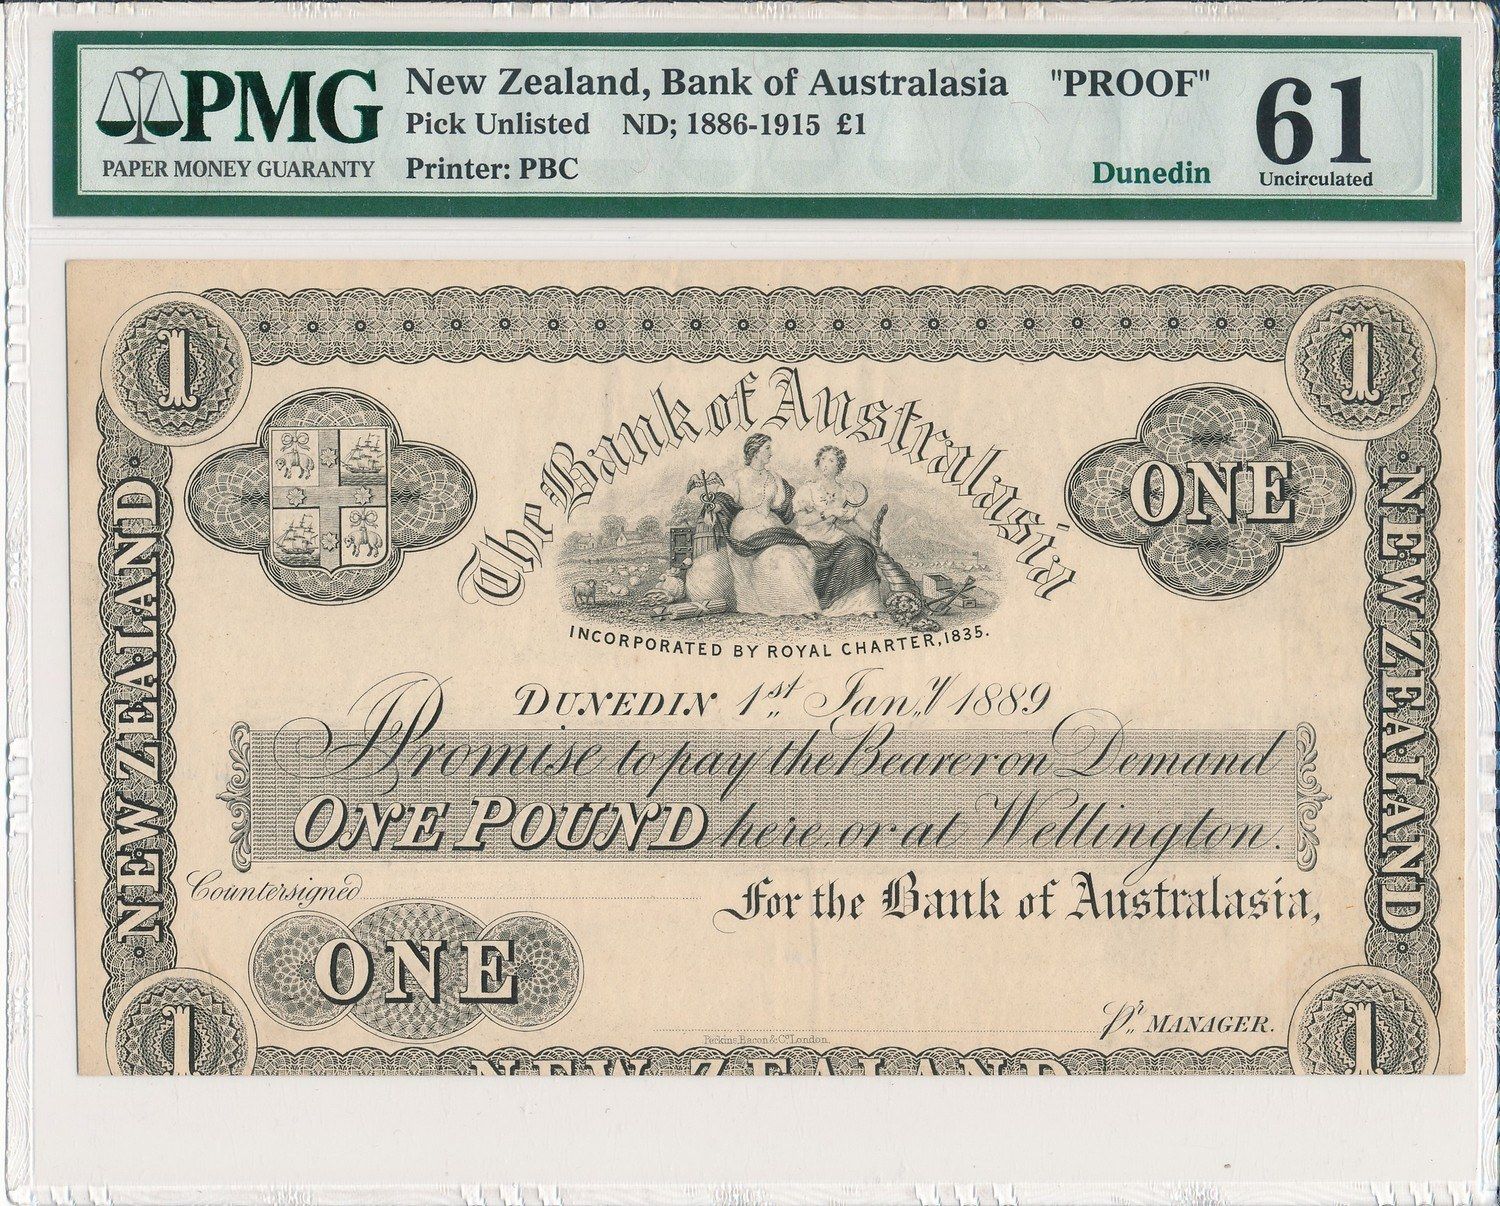 PMG
PAPER MONEY GUARANTY
New Zealand, Bank of Australasia "PROOF"
Pick Unlisted ND; 1886-1915 £1
Printer: PBC
Dunedin
61
Uncirculated
1
1
The Bank of Australasia
ONE
INCORPORATED BY ROYAL CHARTER, 1835.
NEW ZEALAND
NEW ZEALAND
DUNEDIN 1st Jany 1889
I Promise to pay the Bearer on Demand
ONE POUND here, or at Wellington.
Countersigned
For the Bank of Australasia,
ONE
Pr. MANAGER.
Perkins, Bacon & Co. London.
1
1
NEW ZEALAND